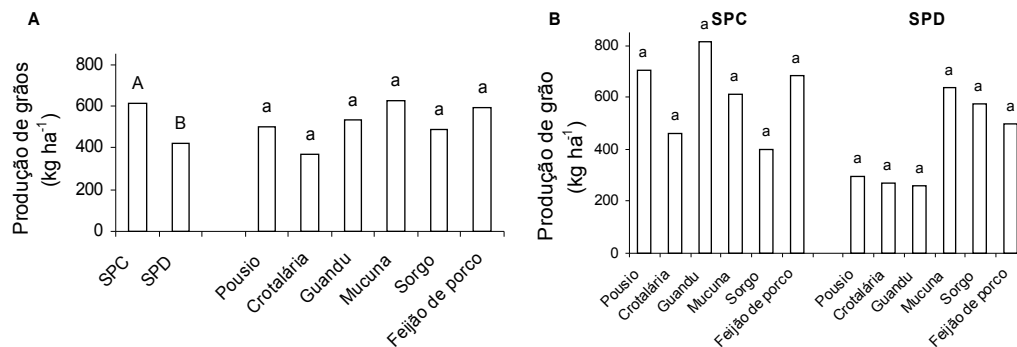 A
Produção de grãos
(kg ha-1)
800
600
400
200
0
A
B
a
a
a
a
a
a
SPC
SPD
Pousio
Crotalária
Guandu
Mucuna
Sorgo
Feijão de porco
B
SPC
SPD
Produção de grão
(kg ha-1)
800
600
400
200
0
a
a
a
a
a
a
a
a
a
a
a
a
Pousio
Crotalária
Guandu
Mucuna
Sorgo
Feijão de porco
Pousio
Crotalária
Guandu
Mucuna
Sorgo
Feijão de porco